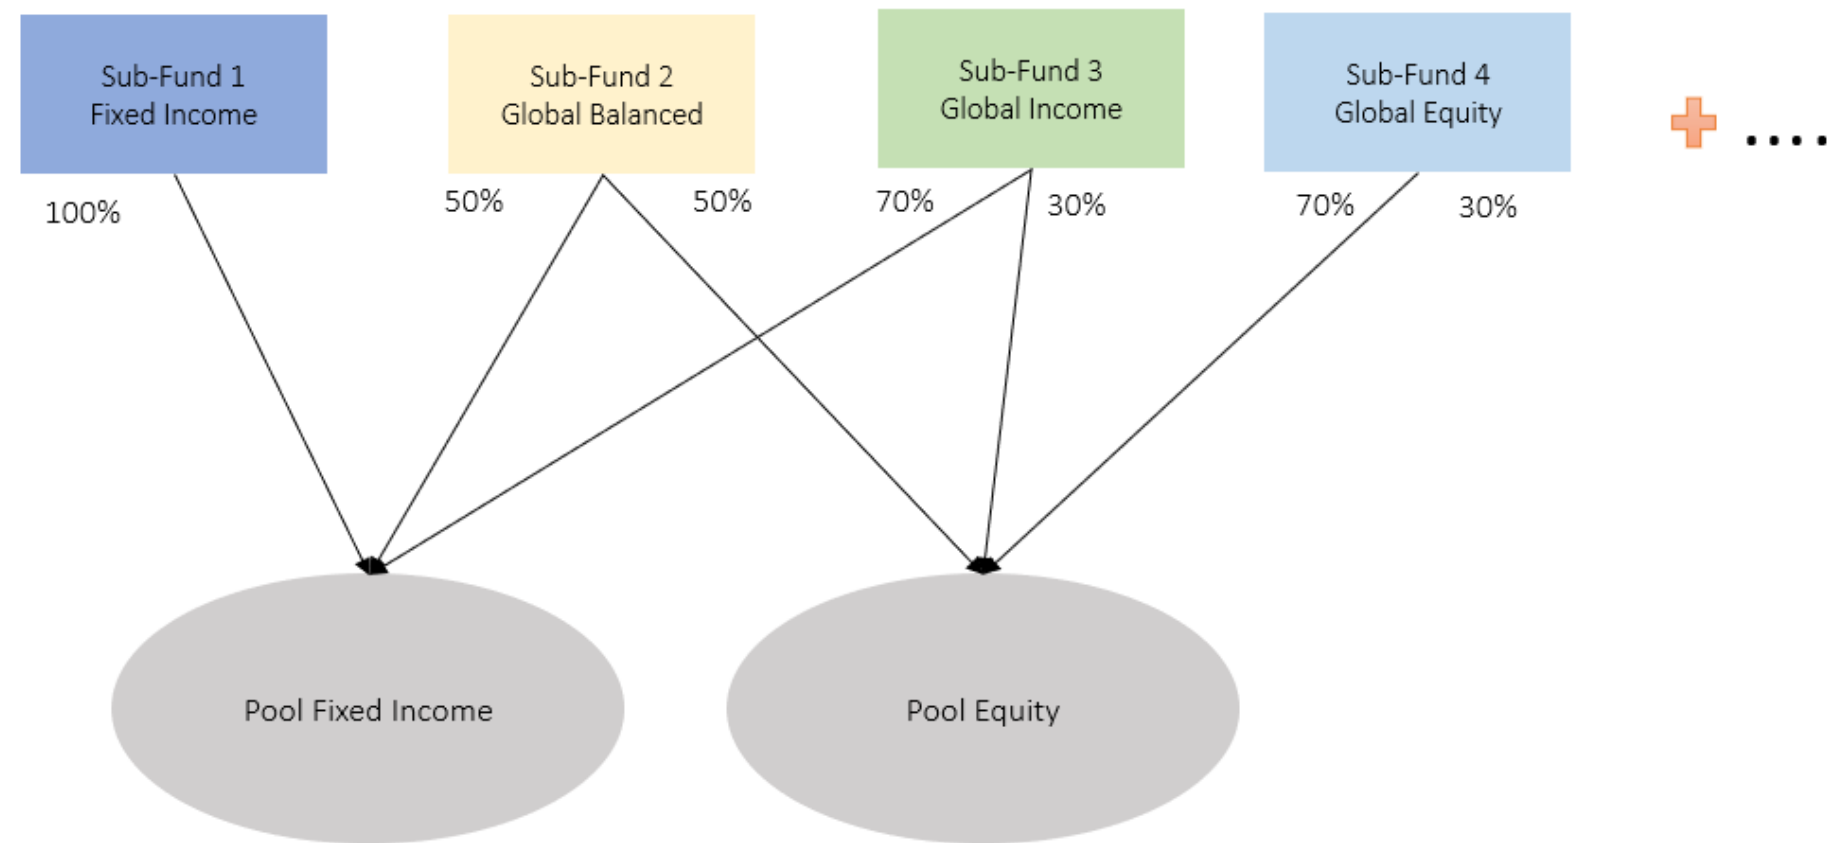 Sub-Fund 1
Fixed Income
Sub-Fund 2
Global Balanced
Sub-Fund 3
Global Income
Sub-Fund 4
Global Equity
....
100%
50%
50%
70%
30%
70%
30%
Pool Fixed Income
Pool Equity